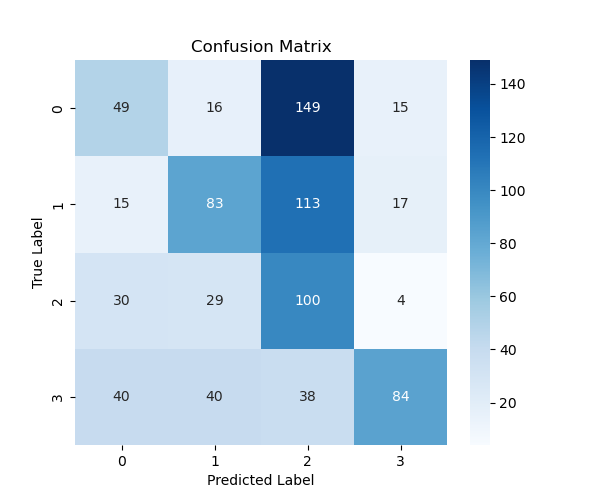 Confusion Matrix
True Label
0 49 16 149 15
1 15 83 113 17
2 30 29 100 4
3 40 40 38 84
0 1 2 3
Predicted Label
140
120
100
80
60
40
20